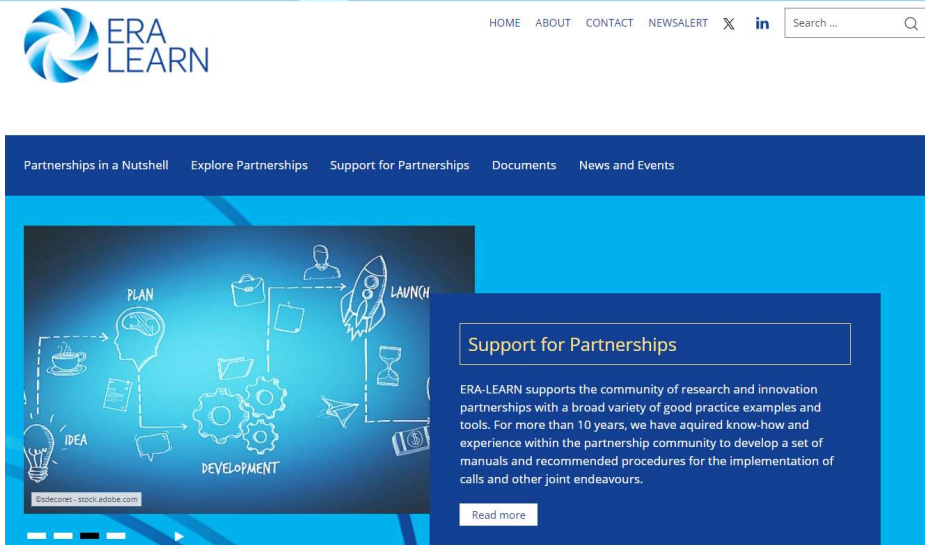 ERA
LEARN
HOME ABOUT CONTACT NEWSALERT X in Search ...
Partnerships in a Nutshell Explore Partnerships Support for Partnerships Documents News and Events
PLAN
LAUNCH
IDEA
DEVELOPMENT
©sdecoret - stock.adobe.com
Support for Partnerships
ERA-LEARN supports the community of research and innovation
partnerships with a broad variety of good practice examples and
tools. For more than 10 years, we have aquired know-how and
experience within the partnership community to develop a set of
manuals and recommended procedures for the implementation of
calls and other joint endeavours.
Read more